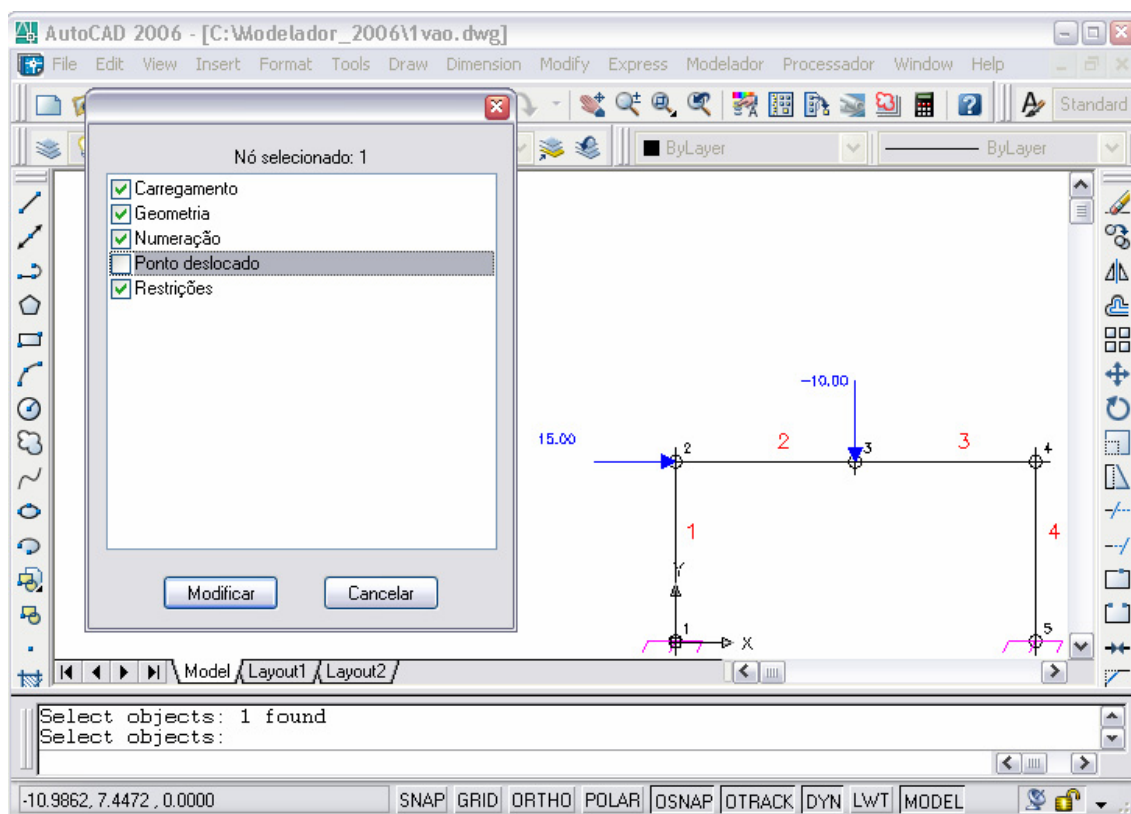 AutoCAD 2006 - [C:\Modelador_2006\1vao.dwg]
File Edit View Insert Format Tools Draw Dimension Modify Express Modelador Processador Window Help
Standard
ByLayer ByLayer
Nó selecionado: 1
Carregamento
Geometria
Numeração
Ponto deslocado
Restrições
Modificar Cancelar
-10.00
15.00
2 2 3 3 4
1 4
Y
1 X 5
Model Layout1 Layout2
Select objects: 1 found
Select objects:
-10.9862, 7.4472 , 0.0000 SNAP GRID ORTHO POLAR OSNAP OTRACK DYN LWT MODEL